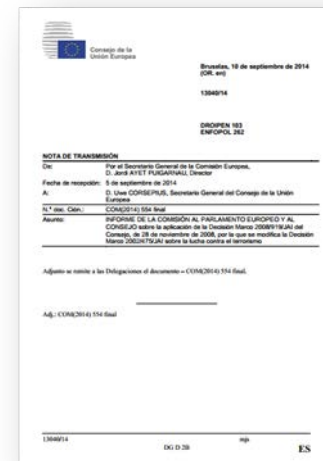 Consejo de la
Unión Europea
Bruselas, 10 de septiembre de 2014
(OR. en)
13040/14
DROIPEN 103
ENFOPOL 262
NOTA DE TRANSMISIÓN
De: Por el Secretario General de la Comisión Europea,
D. Jordi AYET PUIGARNAU, Director
Fecha de recepción: 5 de septiembre de 2014
A: D. Uwe CORSEPIUS, Secretario General del Consejo de la Unión
Europea
N.° doc. Ción.: COM(2014) 554 final
Asunto: INFORME DE LA COMISIÓN AL PARLAMENTO EUROPEO Y AL
CONSEJO sobre la aplicación de la Decisión Marco 2008/919/JAI del
Consejo, de 28 de noviembre de 2008, por la que se modifica la Decisión
Marco 2002/475/JAI sobre la lucha contra el terrorismo
Adjunto se remite a las Delegaciones el documento – COM(2014) 554 final.
Adj.: COM(2014) 554 final
13040/14 mjs
DG D 2B ES